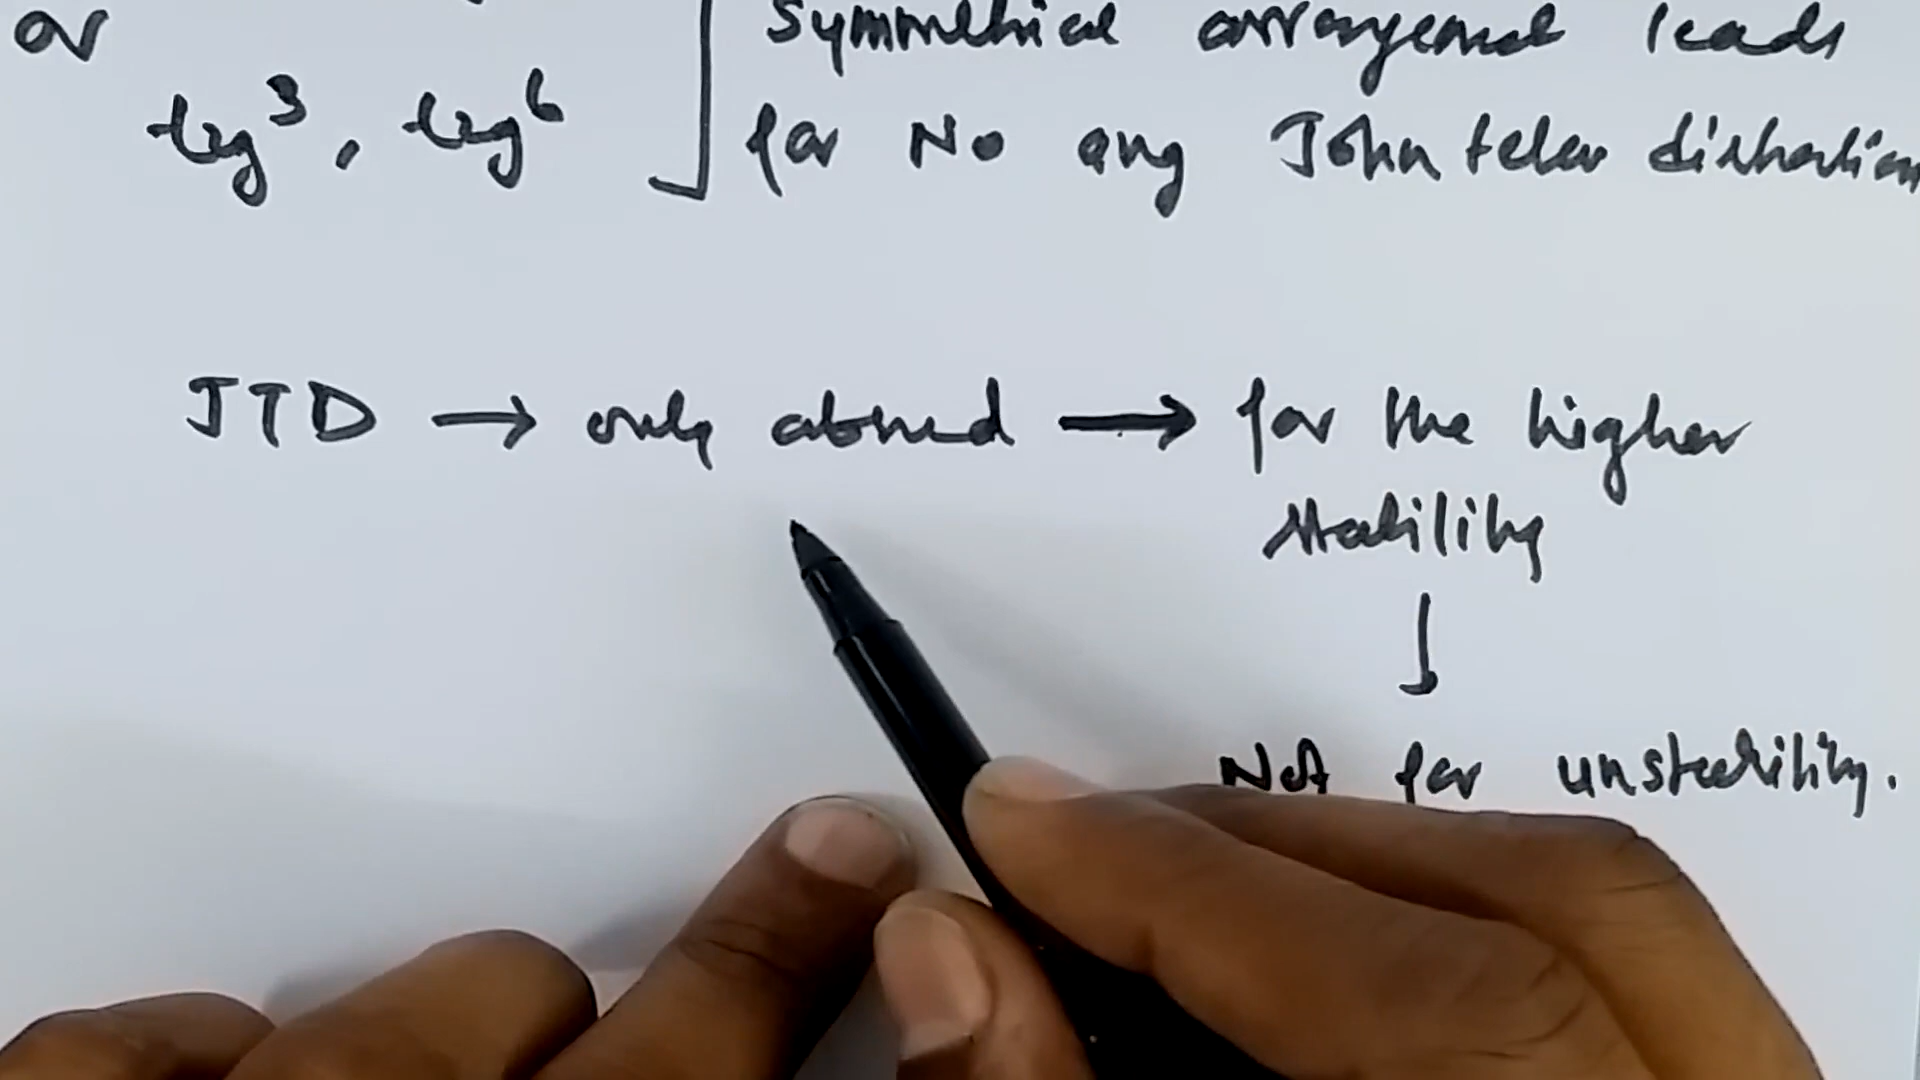 or
t2g3, t2g6
Symmetrical arrangement leads
for No any John teller distortion
JTD → only → for the higher
stability
↓
Not for unstability.